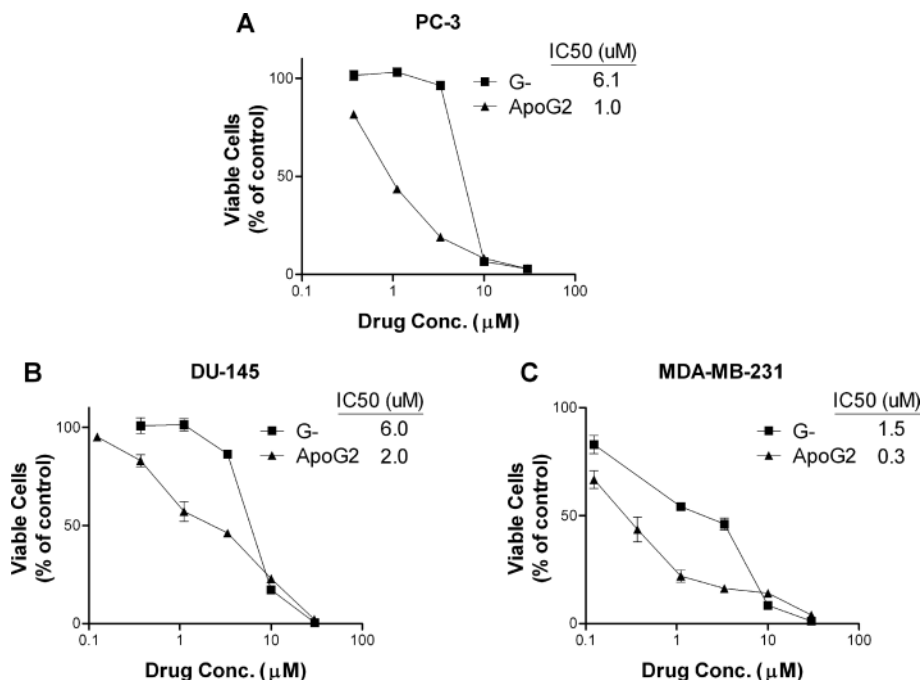 A
PC-3
IC50 (uM)
G- 6.1
ApoG2 1.0
100
50
0
0.1 1 10 100
Viable Cells
(% of control)
Drug Conc. (μM)
B
DU-145
IC50 (uM)
G- 6.0
ApoG2 2.0
100
50
0
0.1 1 10 100
Viable Cells
(% of control)
Drug Conc. (μM)
C
MDA-MB-231
IC50 (uM)
G- 1.5
ApoG2 0.3
100
50
0
0.1 1 10 100
Viable Cells
(% of control)
Drug Conc. (μM)